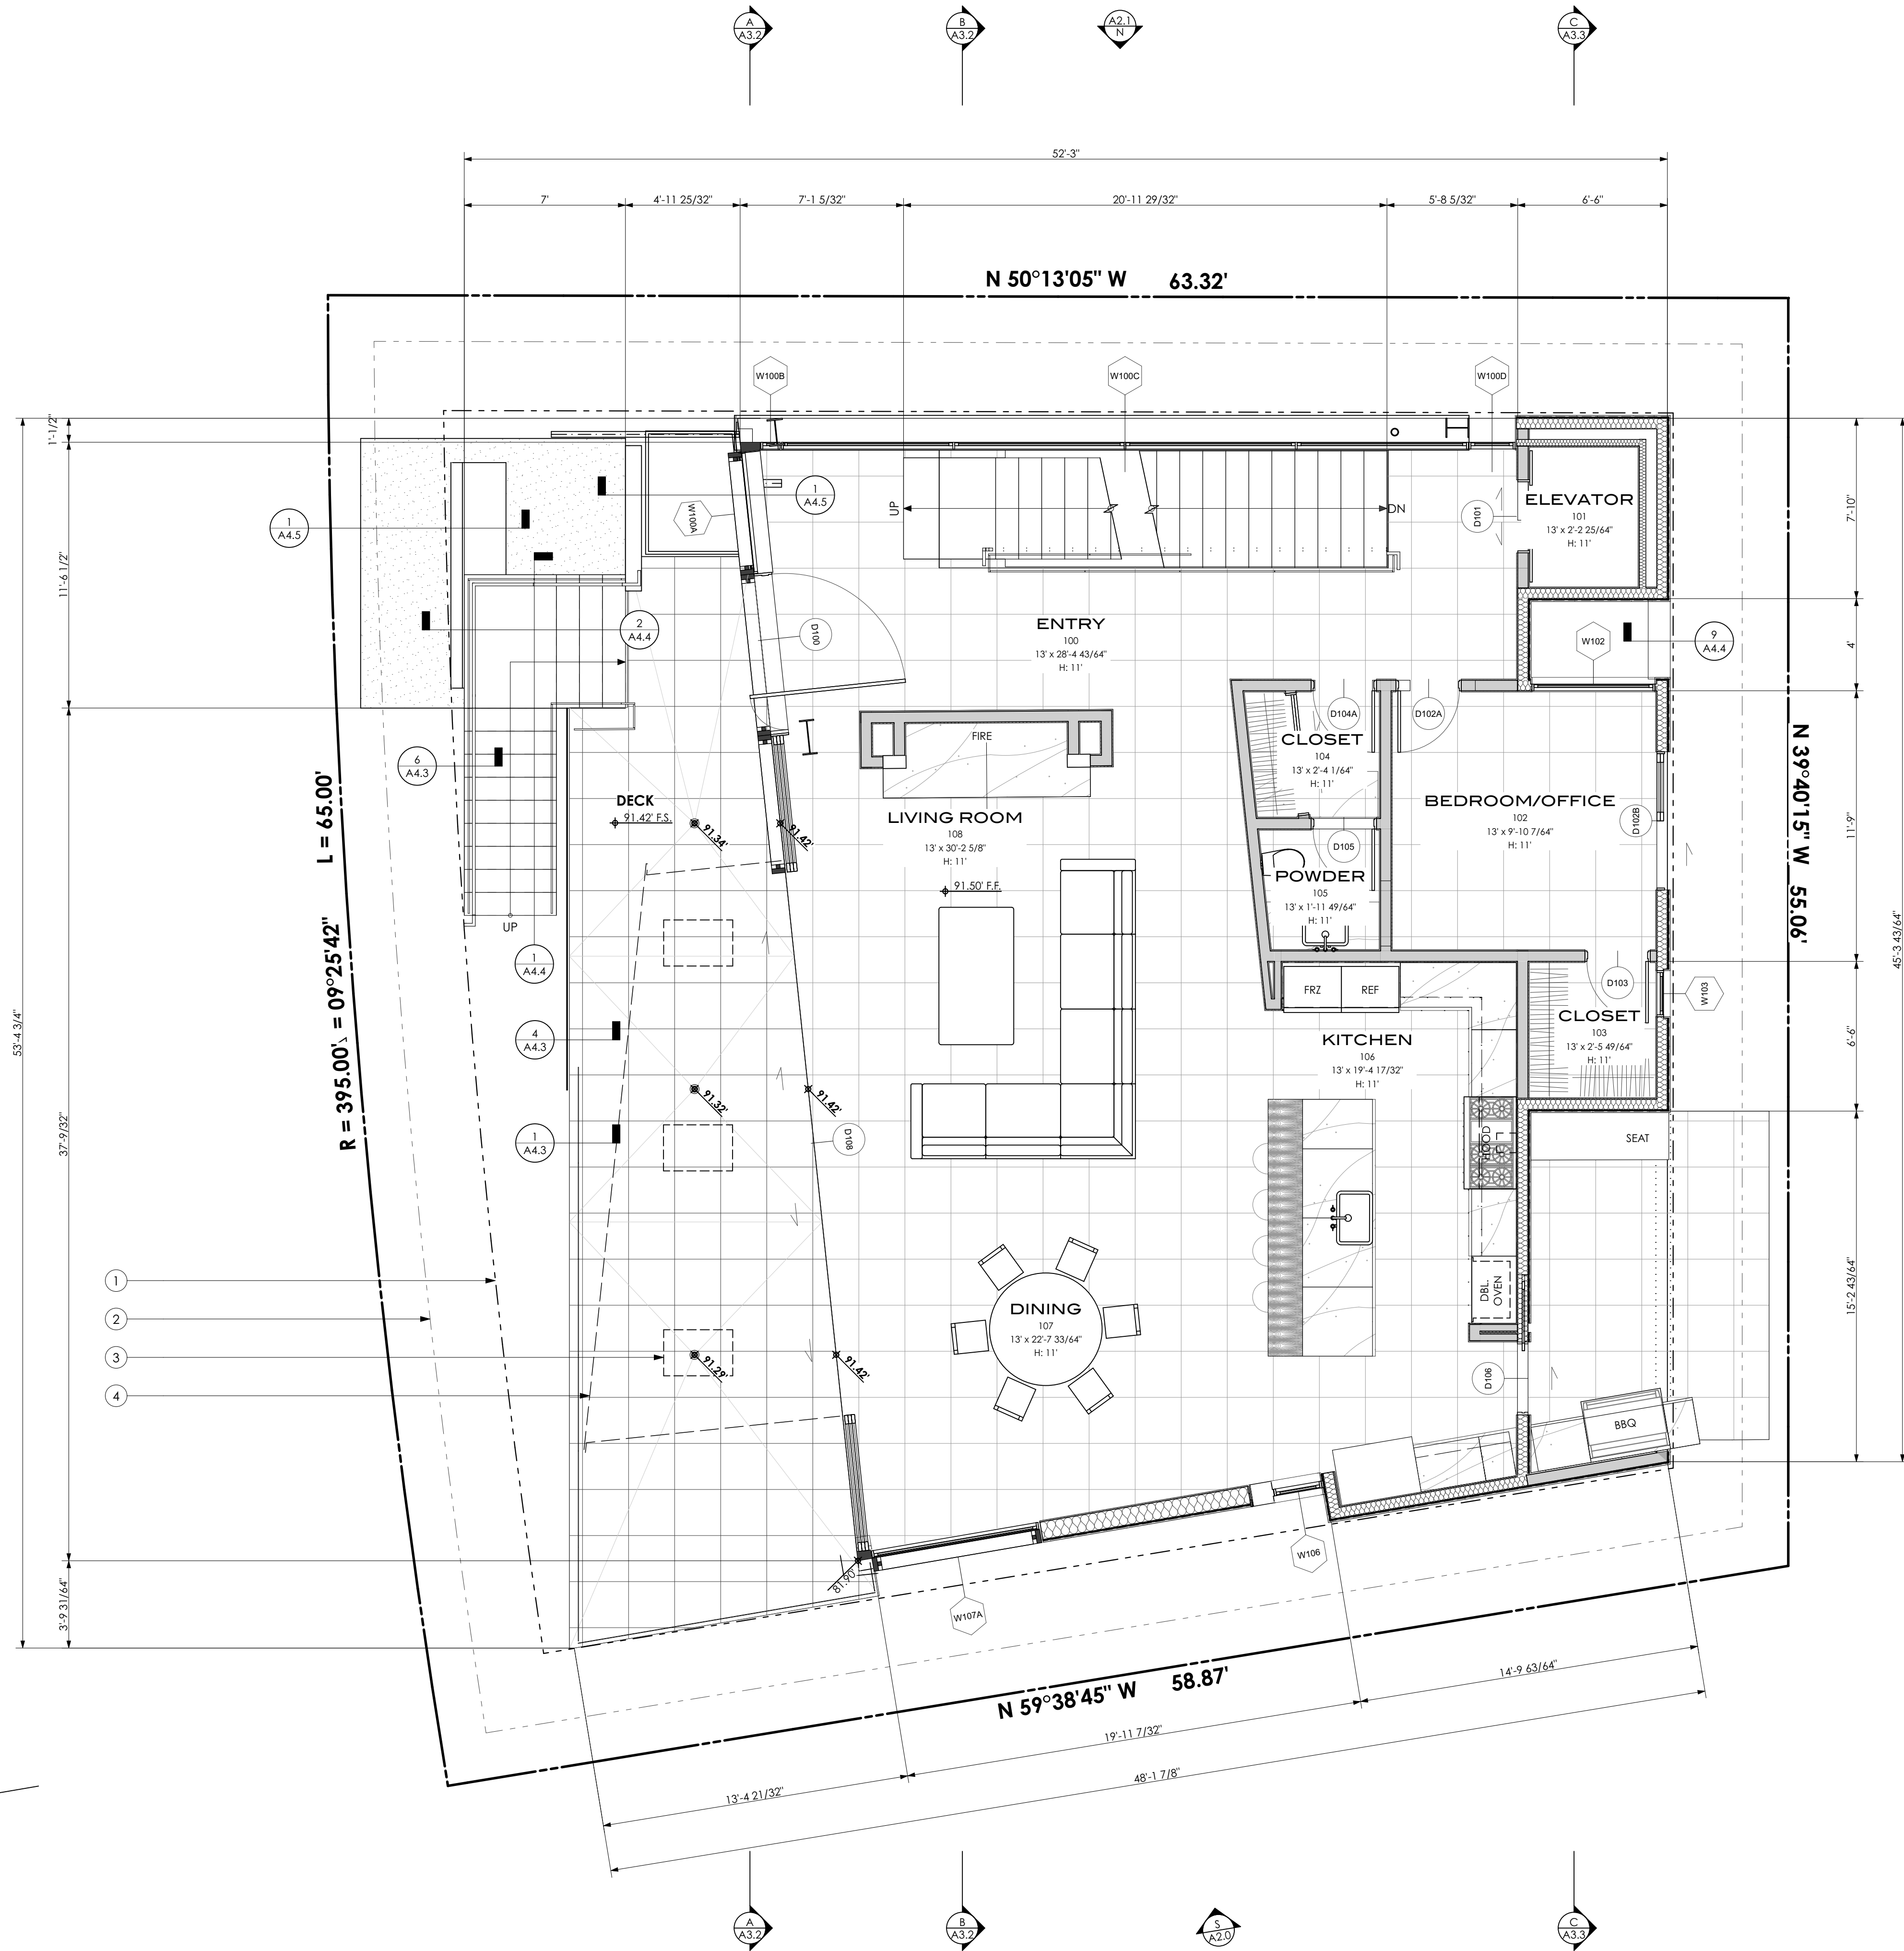 A
A3.2
B
A3.2
A2.1
N
C
A3.3
52'-3"
7'
4'-11 25/32"
7'-1 5/32"
20'-11 29/32"
5'-8 5/32"
6'-6"
N 50°13'05" W 63.32'
W100B
W100C
W100D
1'-1/2"
11'-6 1/2"
37'-9/32"
3'-9 31/64"
53'-4 3/4"
7'-10"
4'
11'-9"
6'-6"
15'-2 43/64"
45'-3 43/64"
L = 65.00'
R = 395.00'
= 09°25'42"
N 39°40'15" W 55.06'
1
A4.5
1
A4.5
W100A
UP
DN
D101
ELEVATOR
101
13' x 2'-2 25/64"
H: 11'
2
A4.4
D100
ENTRY
100
13' x 28'-4 43/64"
H: 11'
W102
9
A4.4
D104A
D102A
FIRE
CLOSET
104
13' x 2'-4 1/64"
H: 11'
6
A4.3
DECK
91.42' F.S.
91.34'
91.42'
LIVING ROOM
108
13' x 30'-2 5/8"
H: 11'
BEDROOM/OFFICE
102
13' x 9'-10 7/64"
H: 11'
D102B
D105
POWDER
105
13' x 1'-11 49/64"
H: 11'
91.50' F.F.
UP
1
A4.4
FRZ
REF
D103
W103
CLOSET
103
13' x 2'-5 49/64"
H: 11'
4
A4.3
KITCHEN
106
13' x 19'-4 17/32"
H: 11'
91.32'
91.42'
1
A4.3
D108
HOOD
SEAT
1
2
3
4
DINING
107
13' x 22'-7 33/64"
H: 11'
DBL.
OVEN
91.29'
91.42'
D106
BBQ
81.90'
W106
W107A
N 59°38'45" W 58.87'
14'-9 63/64"
19'-11 7/32"
13'-4 21/32"
48'-1 7/8"
A
A3.2
B
A3.2
S
A2.0
C
A3.3